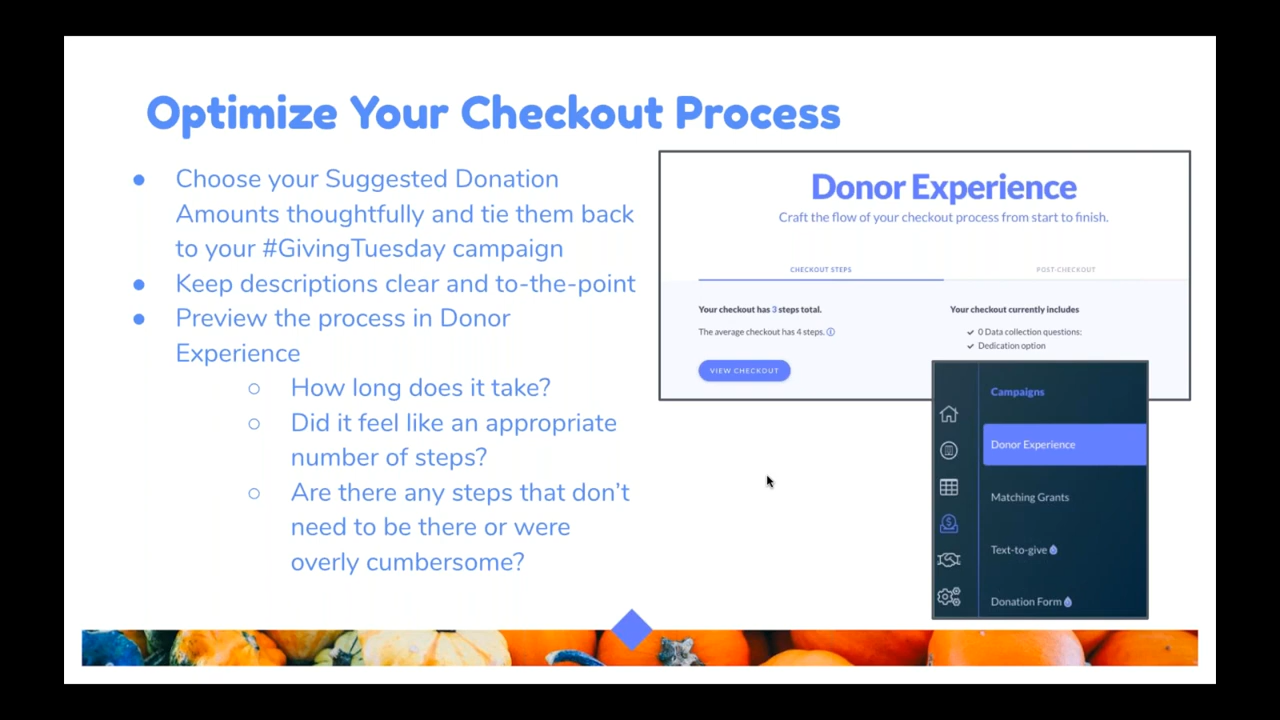 Optimize Your Checkout Process
● Choose your Suggested Donation
Amounts thoughtfully and tie them back
to your #GivingTuesday campaign
● Keep descriptions clear and to-the-point
● Preview the process in Donor
Experience
○ How long does it take?
○ Did it feel like an appropriate
number of steps?
○ Are there any steps that don't
need to be there or were
overly cumbersome?
Donor Experience
Craft the flow of your checkout process from start to finish.
CHECKOUT STEPS
POST-CHECKOUT
Your checkout has 3 steps total.
The average checkout has 4 steps.
VIEW CHECKOUT
Your checkout currently includes
✓ 0 Data collection questions:
✓ Dedication option
Campaigns
Donor Experience
Matching Grants
Text-to-give
Donation Form